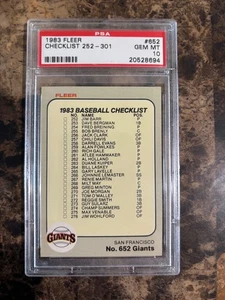 PSA
1983 FLEER #652
CHECKLIST 252-301 GEM MT
10
20528694
FLEER
1983 BASEBALL CHECKLIST
252 JIM BARR P
253 DAVE BERGMAN 1B
254 FRED BREINING P
255 BOB BRENLY C
256 JACK CLARK OF
257 CHILI DAVIS OF
258 DARRELL EVANS 3B
259 ALAN FOWLKES P
260 RICH GALE P
261 ATLEE HAMMAKER P
262 AL HOLLAND P
263 DUANE KUIPER 2B
264 BILL LASKEY P
265 GARY LAVELLE P
266 JOHNNIE LEMASTER SS
267 RENIE MARTIN P
268 MILT MAY C
269 GREG MINTON P
270 JOE MORGAN 2B
271 TOM O'MALLEY 3B
272 REGGIE SMITH 1B
273 GUY SULARZ
274 CHAMP SUMMERS OF
275 MAX VENABLE OF
276 JIM WOHLFORD OF
GIANTS
SAN FRANCISCO
No. 652 Giants